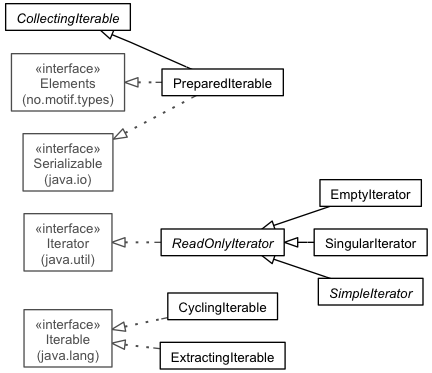 CollectingIterable
«interface»
Elements
(no.motif.types)
PreparedIterable
«interface»
Serializable
(java.io)
EmptyIterator
«interface»
Iterator
(java.util)
ReadOnlyIterator
SingularIterator
SimpleIterator
CyclingIterable
«interface»
Iterable
(java.lang)
ExtractingIterable